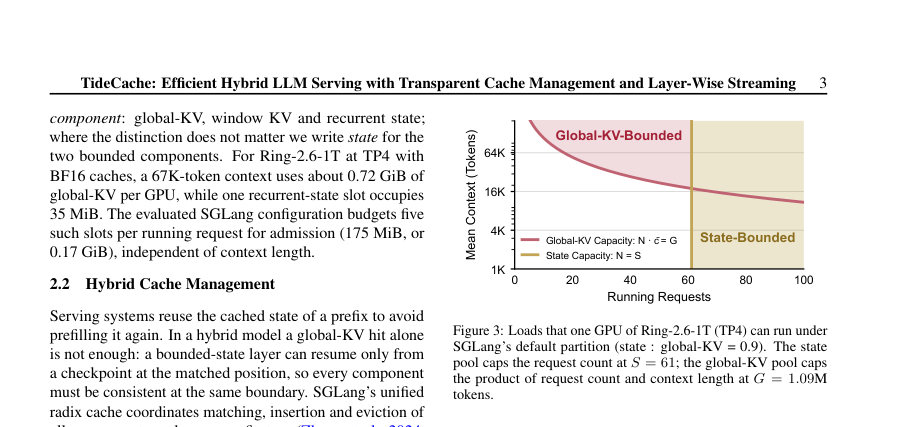 TideCache: Efficient Hybrid LLM Serving with Transparent Cache Management and Layer-Wise Streaming 3
component: global-KV, window KV and recurrent state;
where the distinction does not matter we write state for the
two bounded components. For Ring-2.6-1T at TP4 with
BF16 caches, a 67K-token context uses about 0.72 GiB of
global-KV per GPU, while one recurrent-state slot occupies
35 MiB. The evaluated SGLang configuration budgets five
such slots per running request for admission (175 MiB, or
0.17 GiB), independent of context length.
2.2 Hybrid Cache Management
Serving systems reuse the cached state of a prefix to avoid
prefilling it again. In a hybrid model a global-KV hit alone
is not enough: a bounded-state layer can resume only from
a checkpoint at the matched position, so every component
must be consistent at the same boundary. SGLang's unified
radix cache coordinates matching, insertion and eviction of
Mean Context (Tokens)
64K
16K
4K
1K
Global-KV-Bounded
State-Bounded
Global-KV Capacity: N · c̄ = G
State Capacity: N = S
0 20 40 60 80 100
Running Requests
Figure 3: Loads that one GPU of Ring-2.6-1T (TP4) can run under
SGLang's default partition (state : global-KV = 0.9). The state
pool caps the request count at S = 61; the global-KV pool caps
the product of request count and context length at G = 1.09M
tokens.